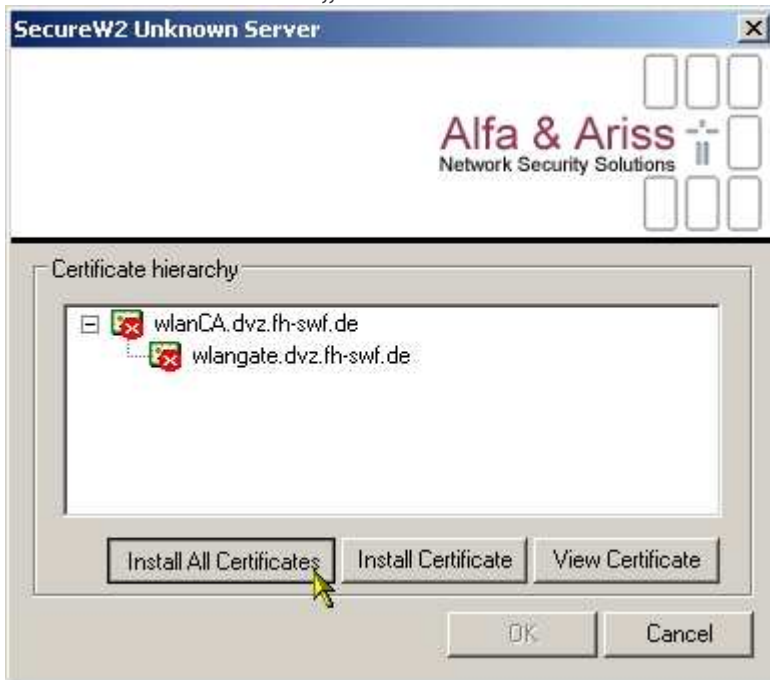 „
SecureW2 Unknown Server
Alfa & Ariss
Network Security Solutions
Certificate hierarchy
wlanCA.dvz.fh-swf.de
wlangate.dvz.fh-swf.de
Install All Certificates Install Certificate View Certificate
OK Cancel